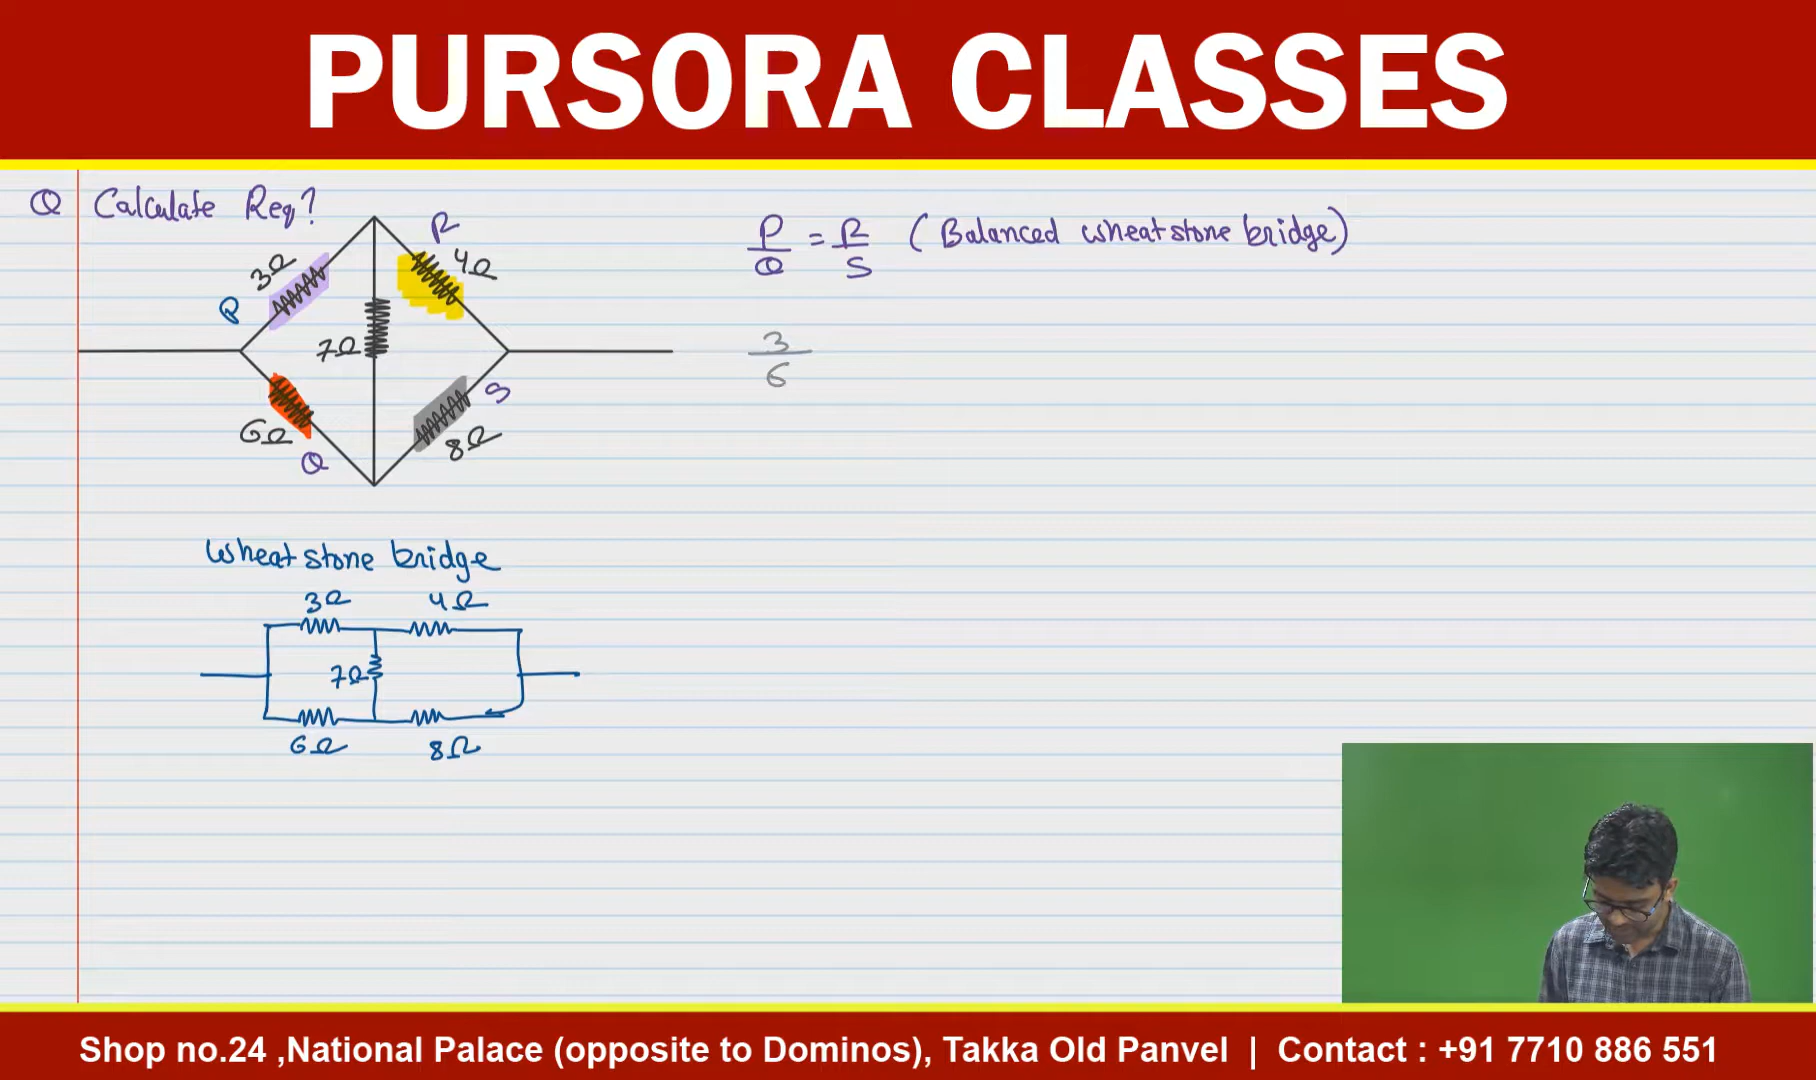 PURSORA CLASSES
Q Calculate Req?
R
3Ω
4Ω
P
7Ω
S
6Ω
8Ω
Q
P/Q = R/S (Balanced wheatstone bridge)
3/6
Wheatstone bridge
3Ω 4Ω
7Ω
6Ω 8Ω
Shop no.24 ,National Palace (opposite to Dominos), Takka Old Panvel | Contact : +91 7710 886 551